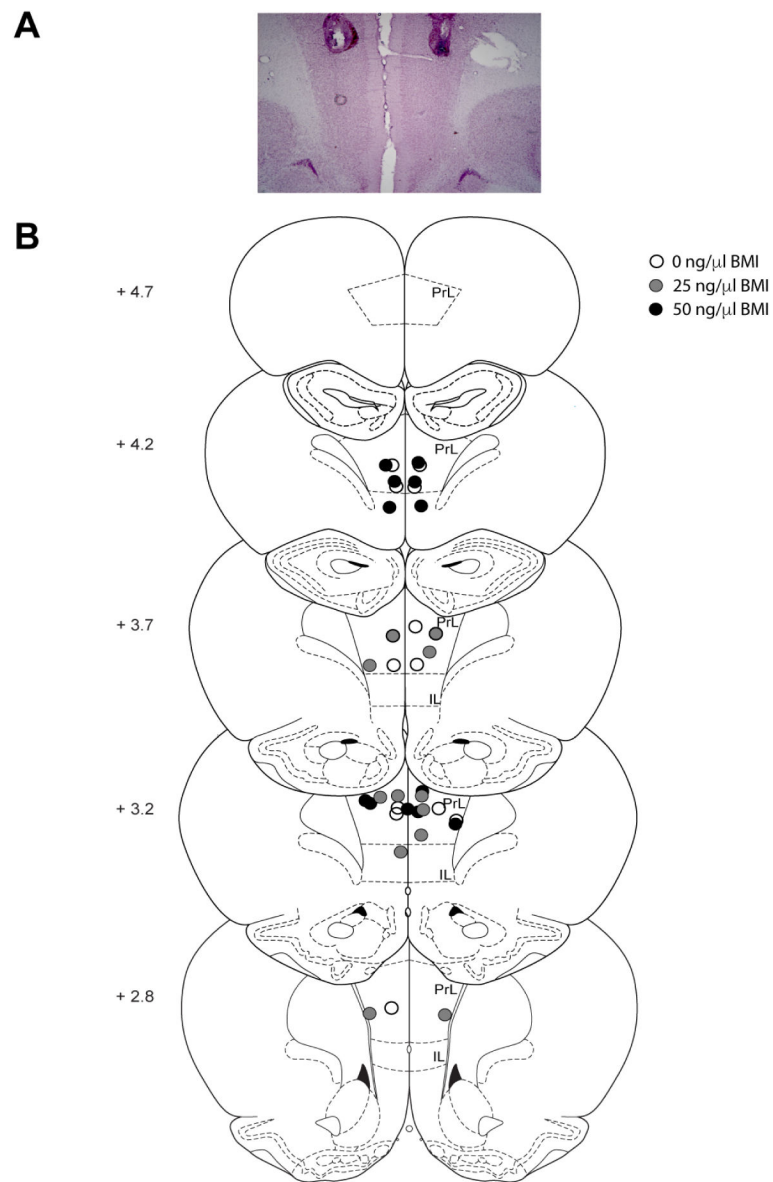 A
B
0 ng/μl BMI
25 ng/μl BMI
50 ng/μl BMI
+ 4.7
PrL
+ 4.2
PrL
+ 3.7
PrL
IL
+ 3.2
PrL
IL
+ 2.8
PrL
IL